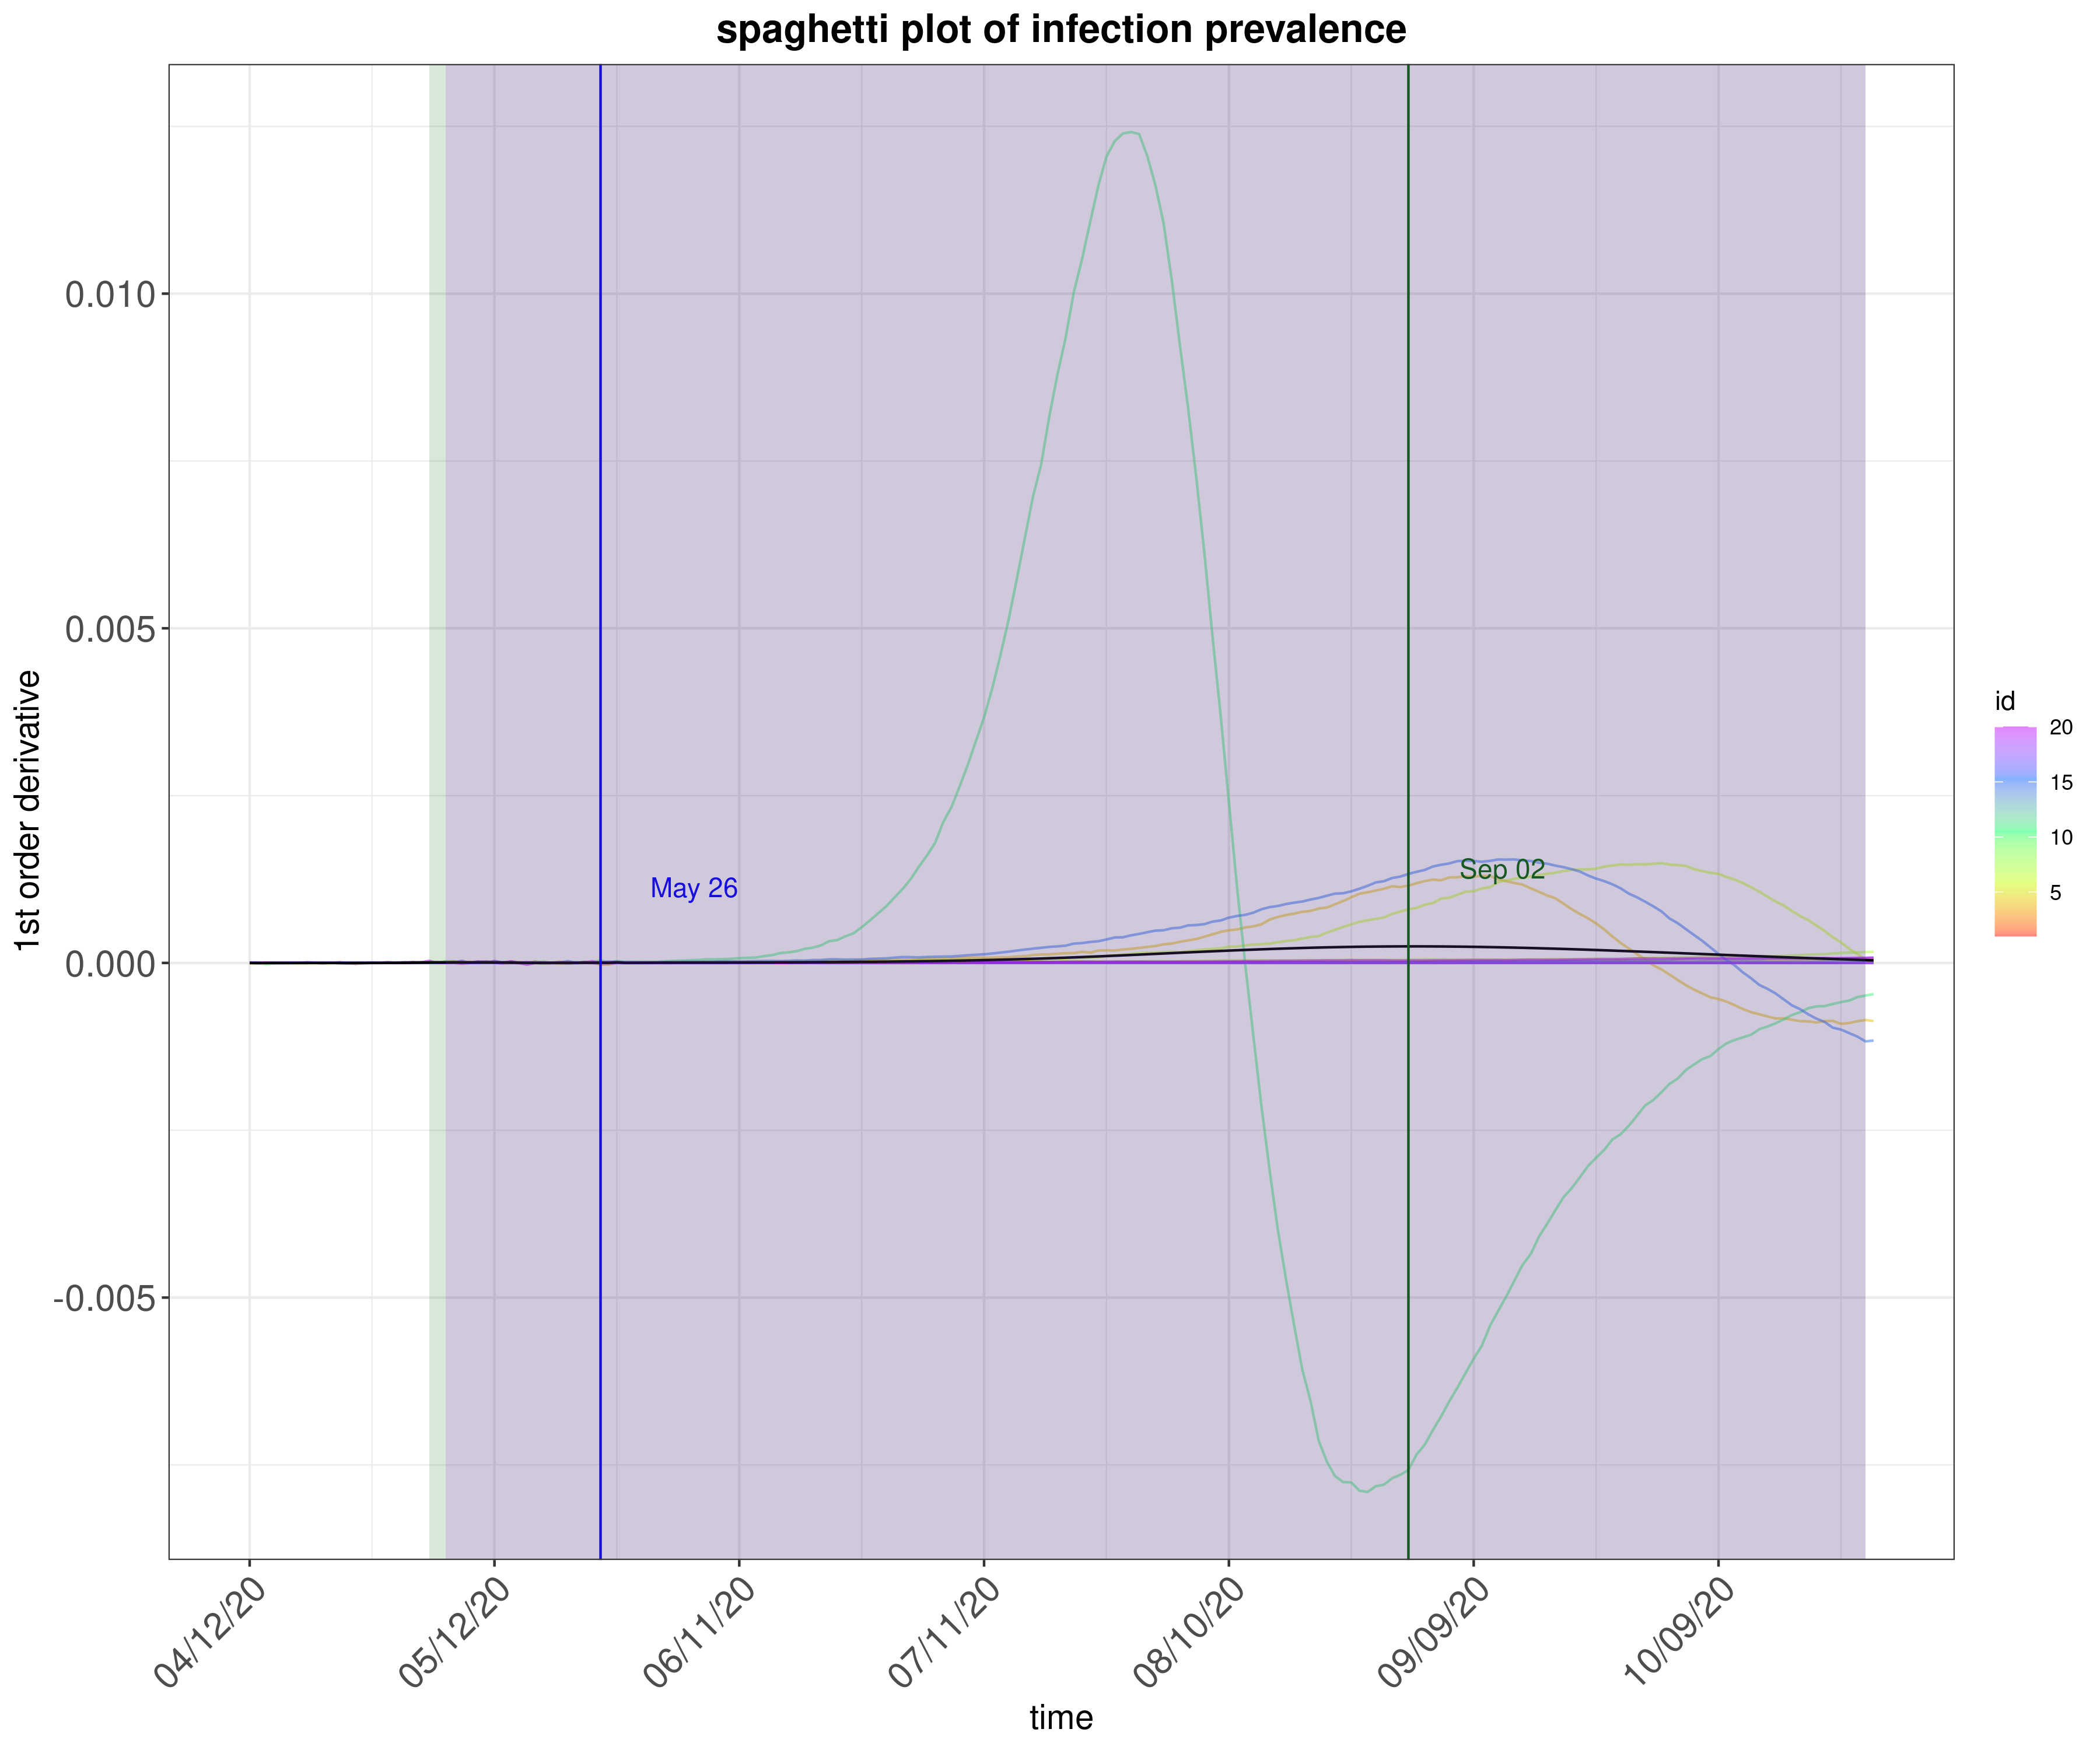 spaghetti plot of infection prevalence
1st order derivative
0.010
0.005
0.000
-0.005
May 26
Sep 02
id
20
15
10
5
04/12/20
05/12/20
06/11/20
07/11/20
08/10/20
09/09/20
10/09/20
time